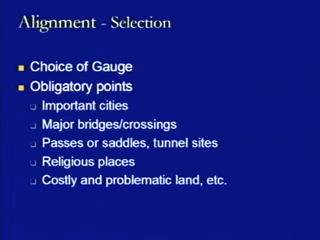 Alignment - Selection
Choice of Gauge
Obligatory points
Important cities
Major bridges/crossings
Passes or saddles, tunnel sites
Religious places
Costly and problematic land, etc.